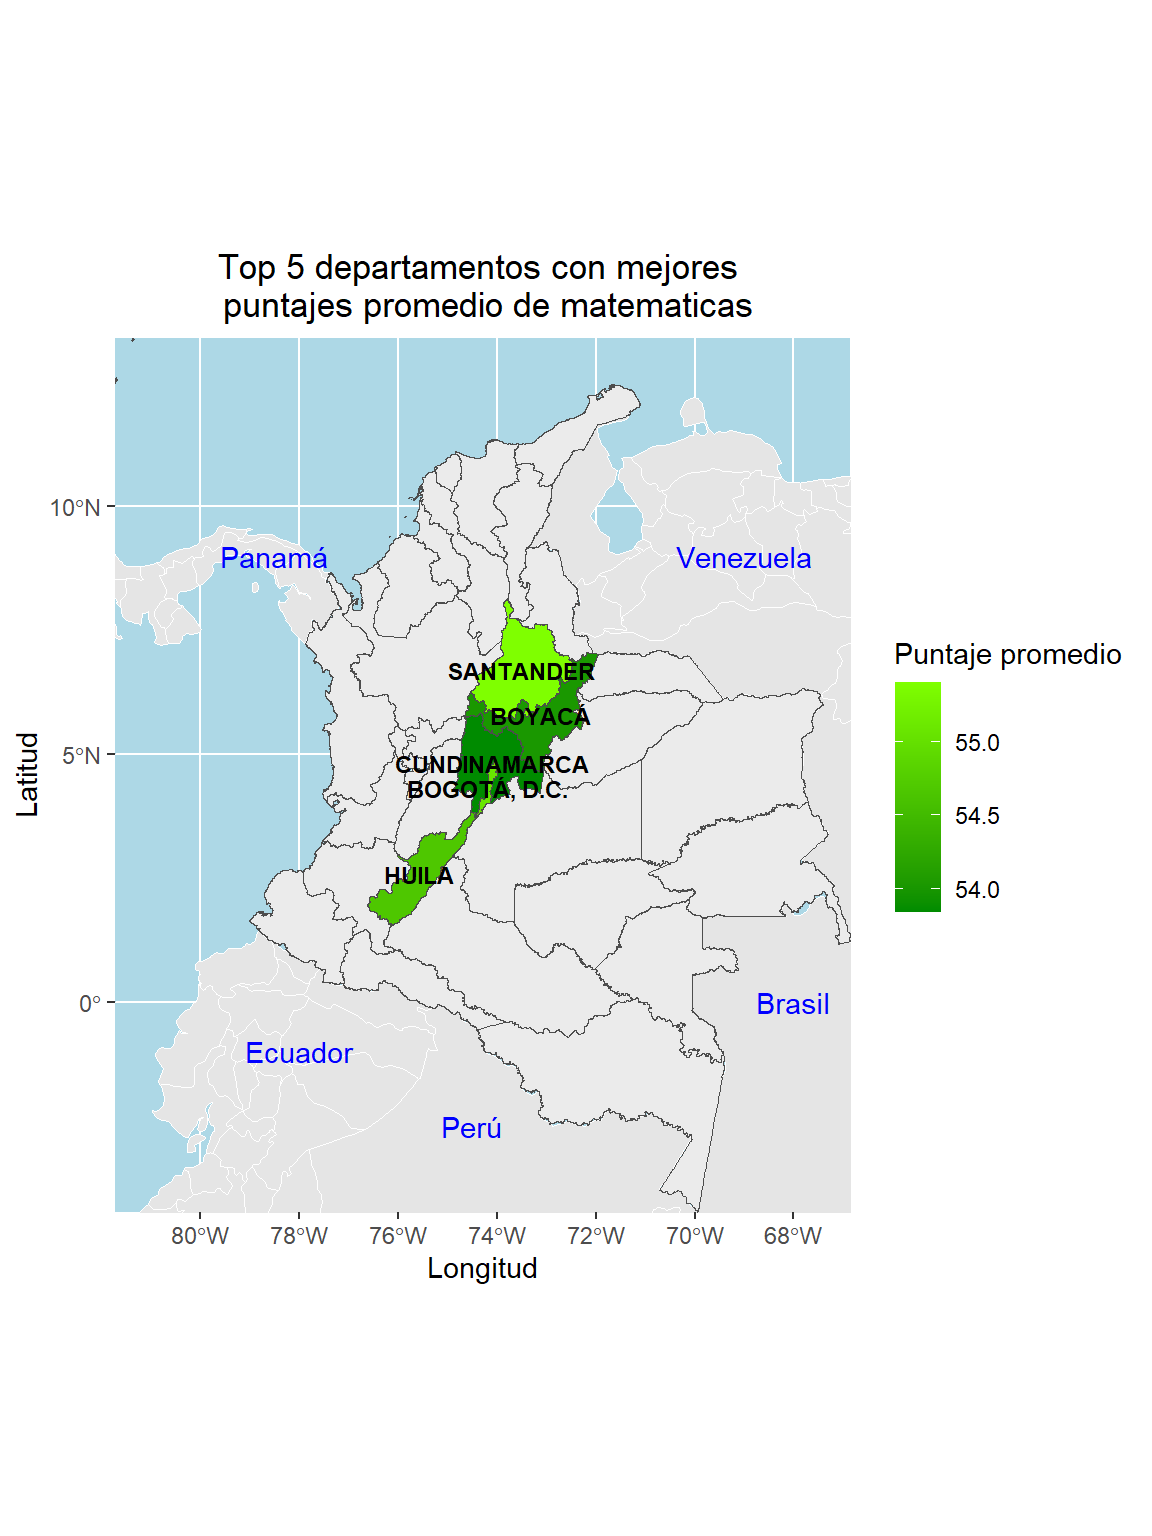 Top 5 departamentos con mejores
puntajes promedio de matematicas
10°N
5°N
0°
Latitud
Panamá
Venezuela
SANTANDER
BOYACÁ
CUNDINAMARCA
BOGOTÁ, D.C.
HUILA
Brasil
Ecuador
Perú
80°W
78°W
76°W
74°W
72°W
70°W
68°W
Longitud
Puntaje promedio
55.0
54.5
54.0